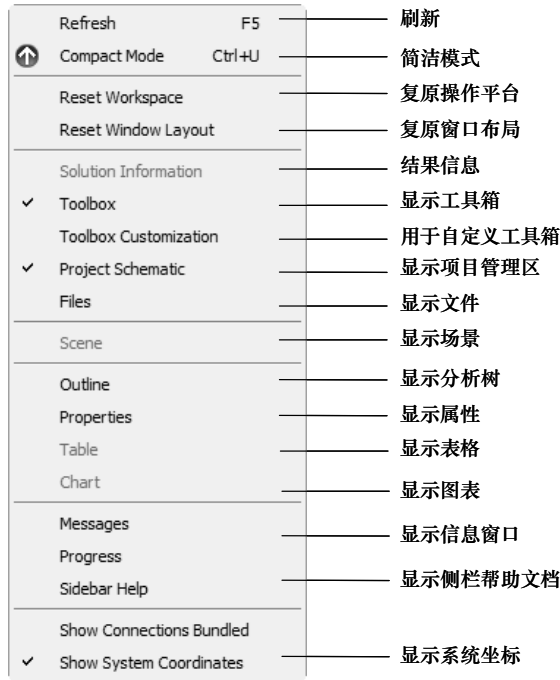 Refresh F5 刷新
Compact Mode Ctrl+U 简洁模式
Reset Workspace 复原操作平台
Reset Window Layout 复原窗口布局
Solution Information 结果信息
Toolbox 显示工具箱
Toolbox Customization 用于自定义工具箱
Project Schematic 显示项目管理区
Files 显示文件
Scene 显示场景
Outline 显示分析树
Properties 显示属性
Table 显示表格
Chart 显示图表
Messages 显示信息窗口
Progress
Sidebar Help 显示侧栏帮助文档
Show Connections Bundled
Show System Coordinates 显示系统坐标